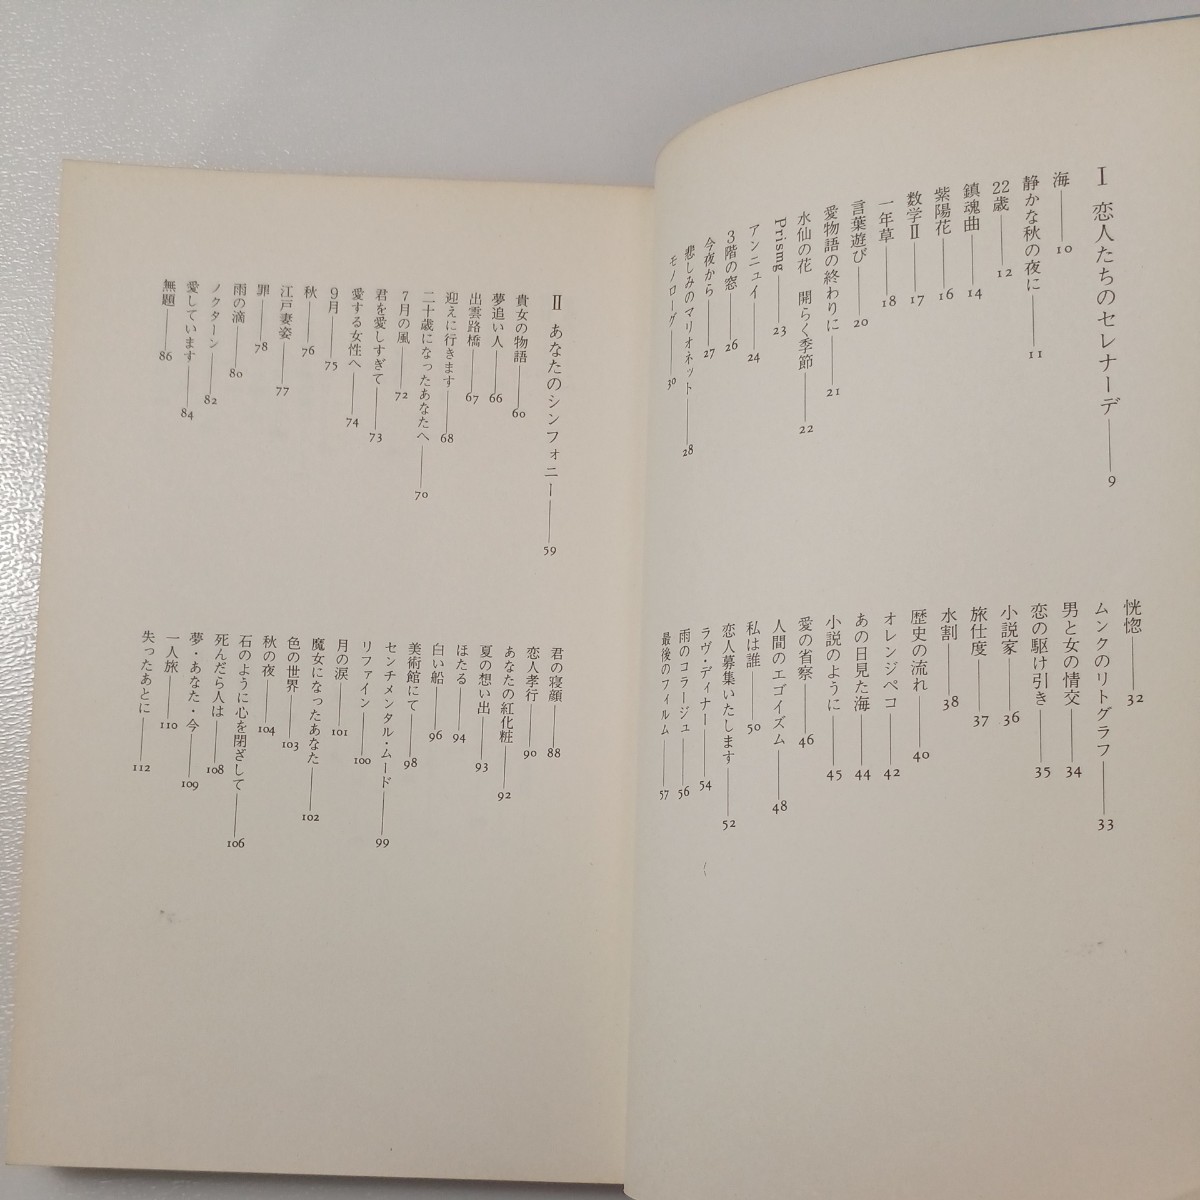 I 恋人たちのセレナーデ——9
海——10
静かな秋の夜に——11
22歳——12
鎮魂曲——14
紫陽花——16
数学II——17
一年草——18
言葉遊び——20
愛物語の終わりに——21
水仙の花 開らく季節——22
Prismg——23
アンニュイ——24
3階の窓——26
今夜から——27
悲しみのマリオネット——28
モノローグ——30
恍惚——32
ムンクのリトグラフ——33
男と女の情交——34
恋の駆け引き——35
小説家——36
旅仕度——37
水割——38
歴史の流れ——40
オレンジペコ——42
あの日見た海——44
小説のように——45
愛の省察——46
人間のエゴイズム——48
私は誰——50
恋人募集いたします——52
ラヴ・ディナー——54
雨のコラージュ——56
最後のフィルム——57
II あなたのシンフォニー——59
貴女の物語——60
夢追い人——66
出雲路橋——67
迎えに行きます——68
二十歳になったあなたへ——70
7月の風——72
君を愛しすぎて——73
愛する女性へ——74
9月——75
秋——76
江戸妻姿——77
罪——78
雨の滴——80
ノクターン——82
愛しています——84
無題——86
君の寝顔——88
恋人孝行——90
あなたの紅化粧——92
夏の想い出——93
ほたる——94
白い船——96
美術館にて——98
センチメンタル・ムード——99
リファイン——100
月の涙——101
魔女になったあなた——102
色の世界——103
秋の夜——104
石のように心を閉ざして——106
死んだら人は——108
夢・あなた・今——109
一人旅——110
失ったあとに——112